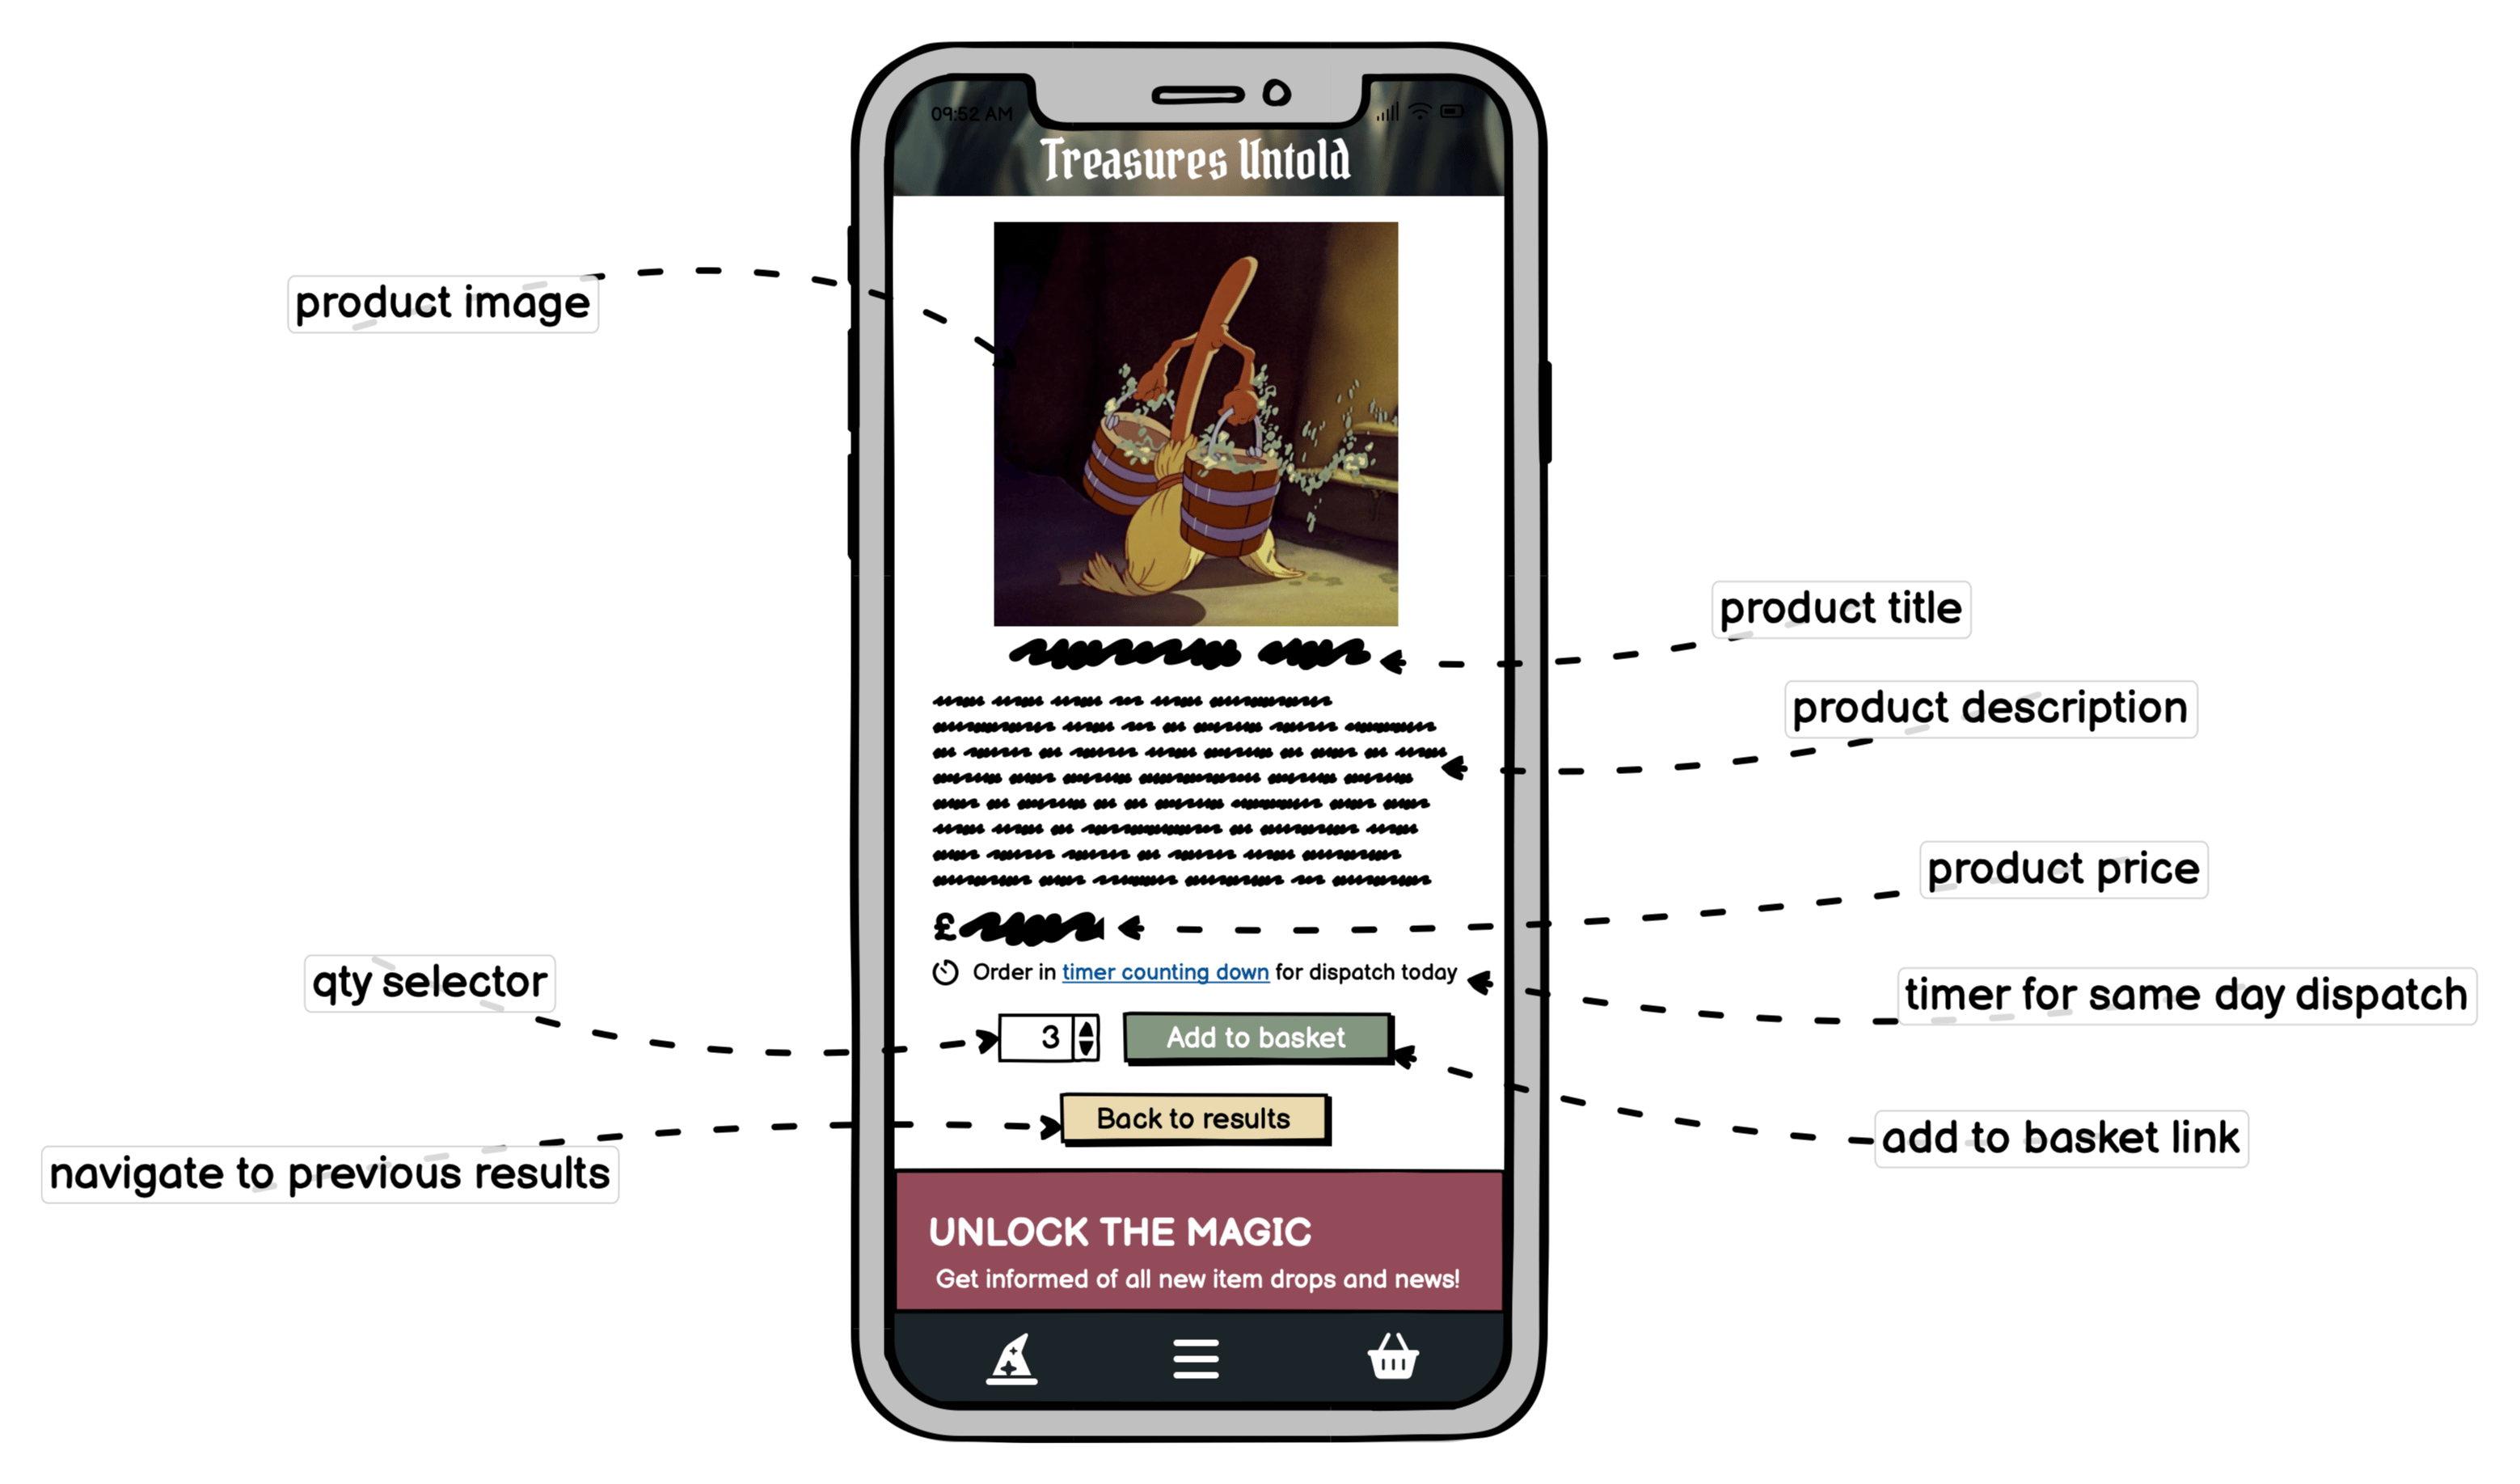 09:52 AM
Treasures Untold
product image
product title
product description
product price
£
qty selector
Order in timer counting down for dispatch today
timer for same day dispatch
3
Add to basket
Back to results
add to basket link
navigate to previous results
UNLOCK THE MAGIC
Get informed of all new item drops and news!